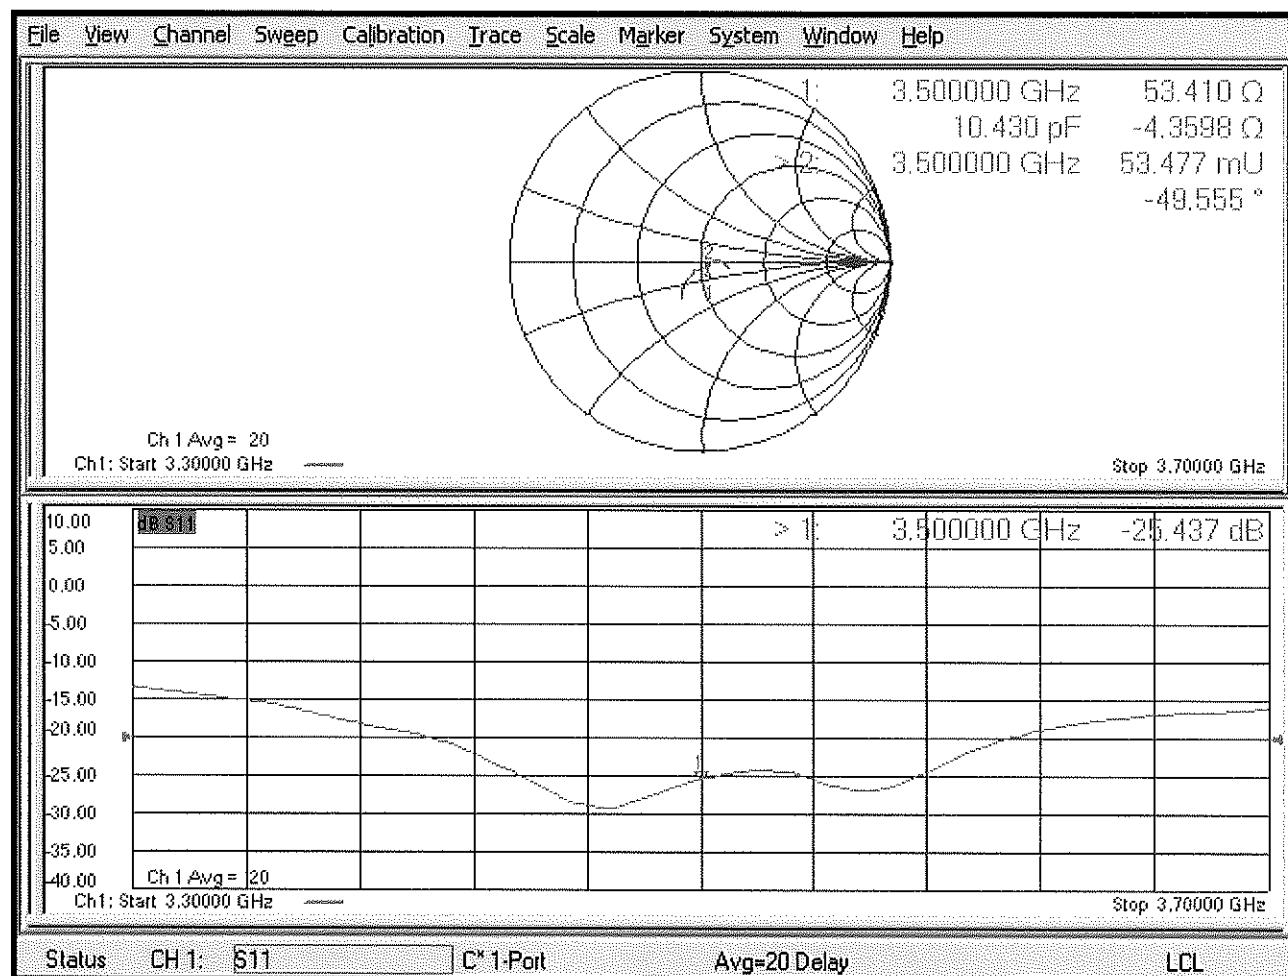 File View Channel Sweep Calibration Trace Scale Marker System Window Help
1: 3.500000 GHz 53.410 Ω
10.430 pF -4.3598 Ω
> 2: 3.500000 GHz 53.477 mU
-49.555 °
2
1
Ch 1 Avg = 20
Ch1: Start 3.30000 GHz
Stop 3.70000 GHz
10.00
dB S11
> 1: 3.500000 GHz -25.437 dB
5.00
0.00
-5.00
-10.00
-15.00
-20.00
1
-25.00
-30.00
-35.00
-40.00
Ch 1 Avg = 20
Ch1: Start 3.30000 GHz
Stop 3.70000 GHz
Status CH 1: S11 C* 1-Port Avg=20 Delay LCL